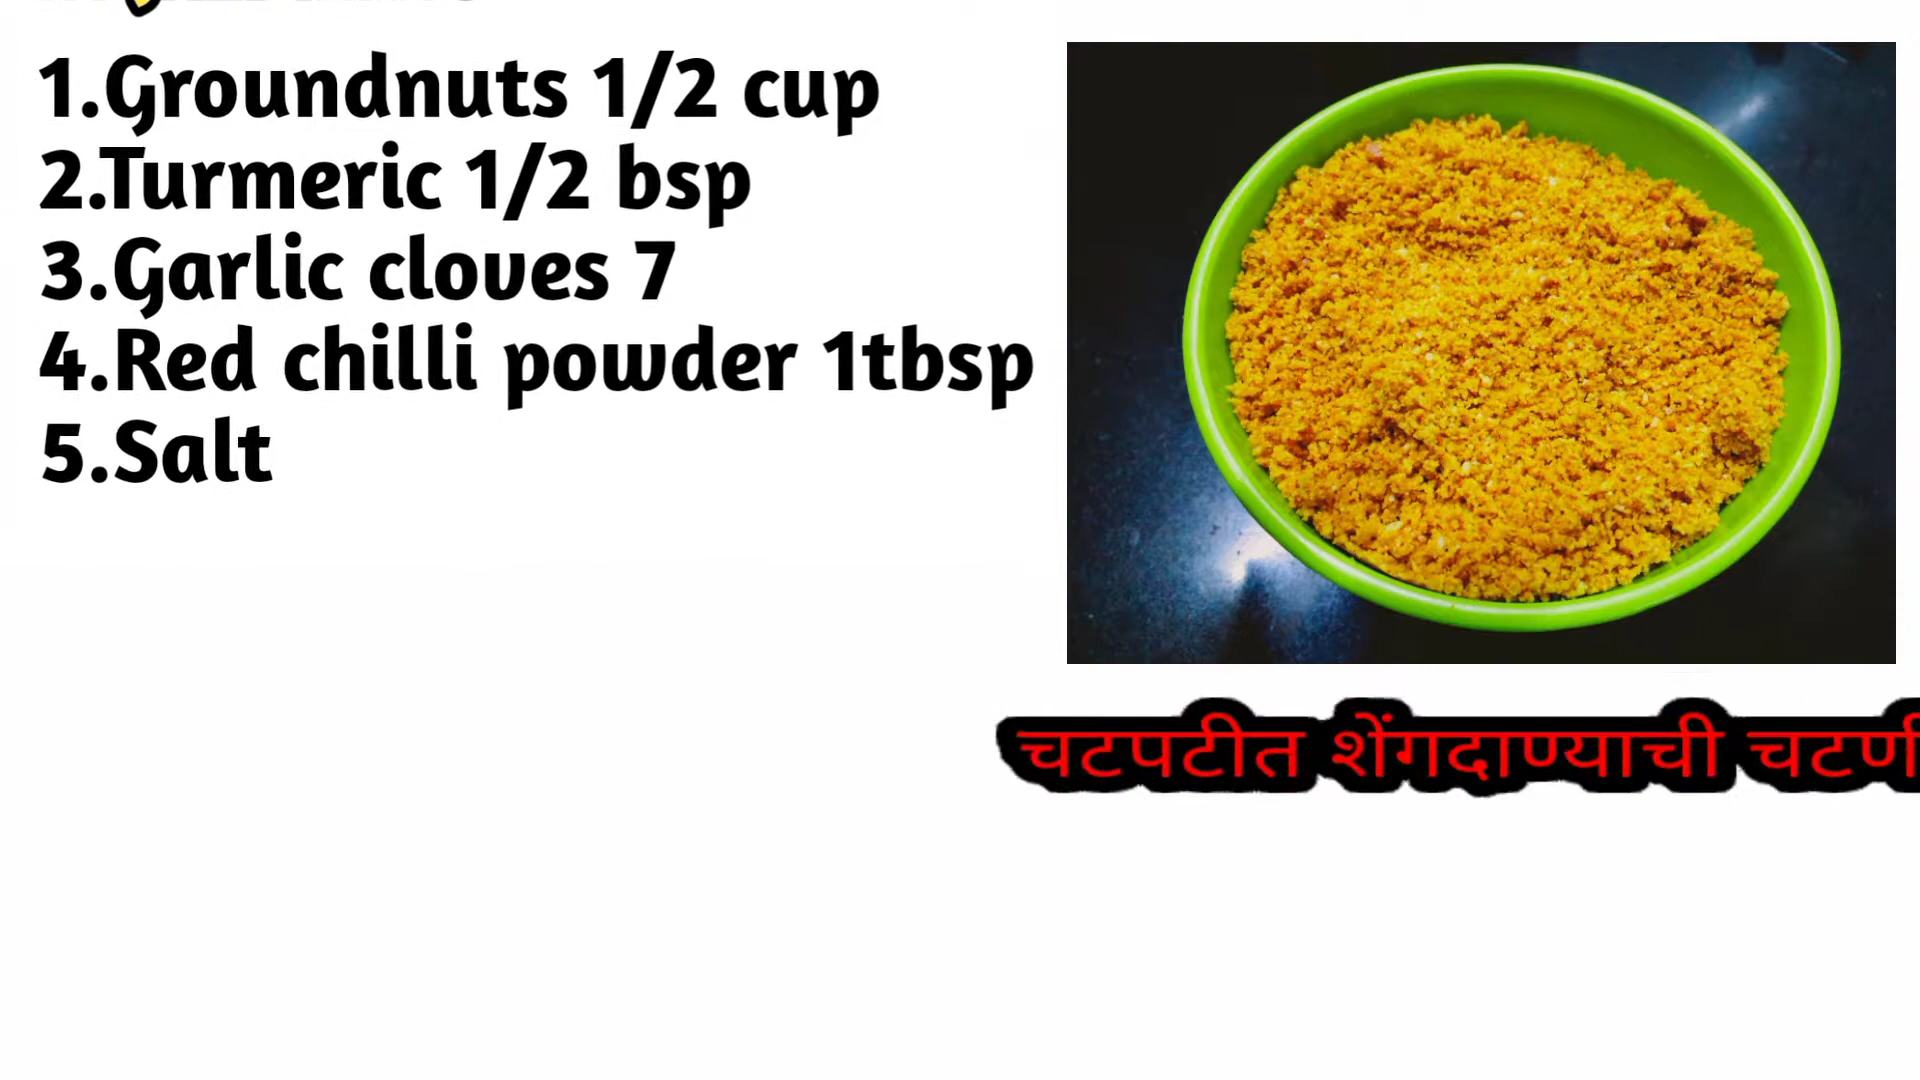 1.Groundnuts 1/2 cup
2.Turmeric 1/2 bsp
3.Garlic cloves 7
4.Red chilli powder 1tbsp
5.Salt
चटपटीत शेंगदाण्याची चटणी